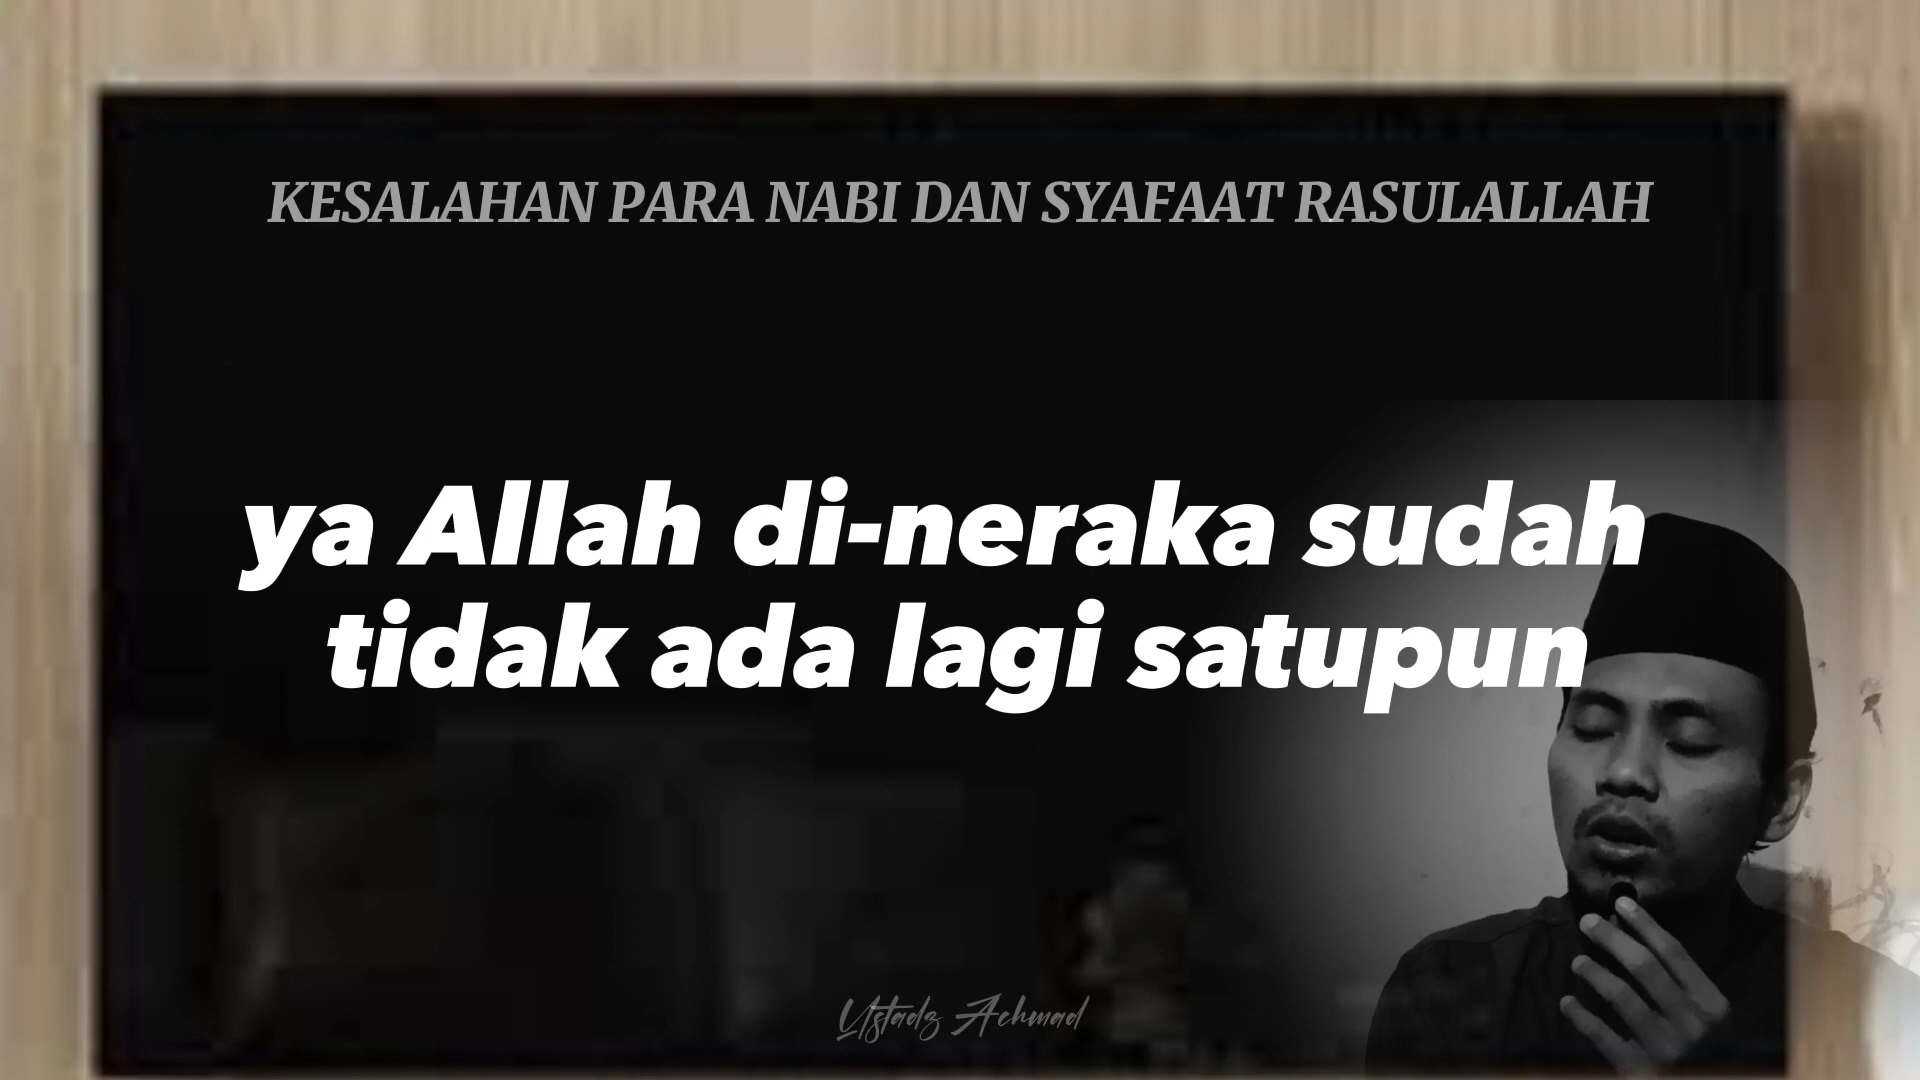 KESALAHAN PARA NABI DAN SYAFAAT RASULALLAH
ya Allah di-neraka sudah
tidak ada lagi satupun
Ustadz Achmad